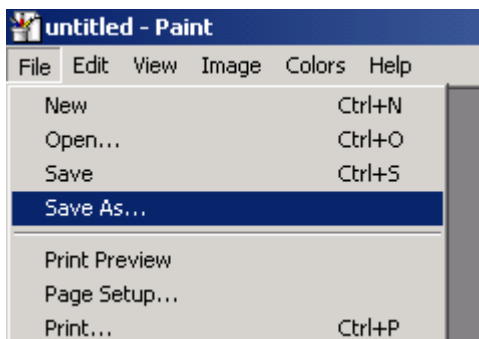 untitled - Paint
File Edit View Image Colors Help
New Ctrl+N
Open... Ctrl+O
Save Ctrl+S
Save As...
Print Preview
Page Setup...
Print... Ctrl+P